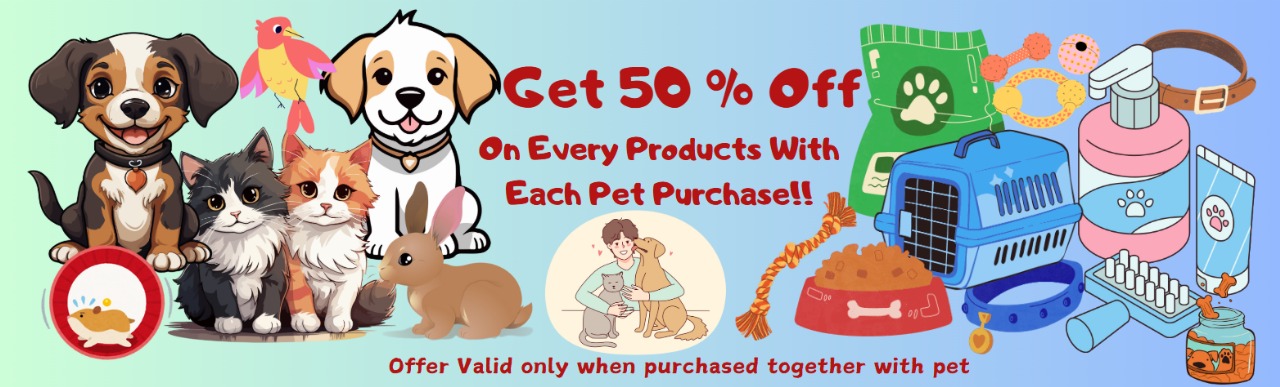 Get 50 % Off
On Every Products With
Each Pet Purchase!!
Offer Valid only when purchased together with pet